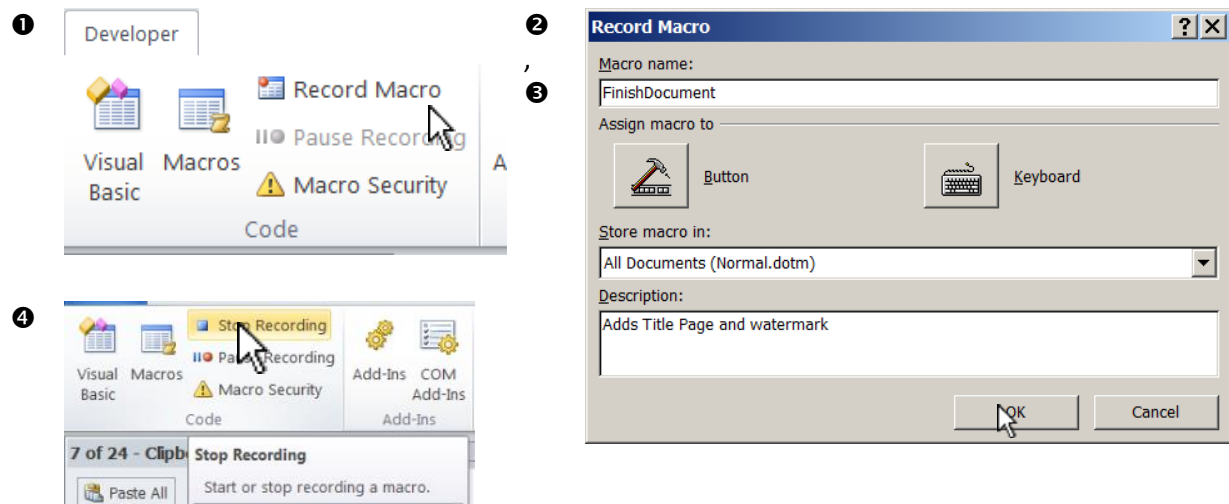 ❶
Developer
Record Macro
Pause Recording
Visual Basic
Macros
Macro Security
A
Code
❷
,
❸
Record Macro
Macro name:
FinishDocument
Assign macro to
Button
Keyboard
Store macro in:
All Documents (Normal.dotm)
Description:
Adds Title Page and watermark
OK
Cancel
❹
Stop Recording
Pause Recording
Visual Basic
Macros
Macro Security
Add-Ins
COM Add-Ins
Code
Add-Ins
7 of 24 - Clipb
Stop Recording
Paste All
Start or stop recording a macro.